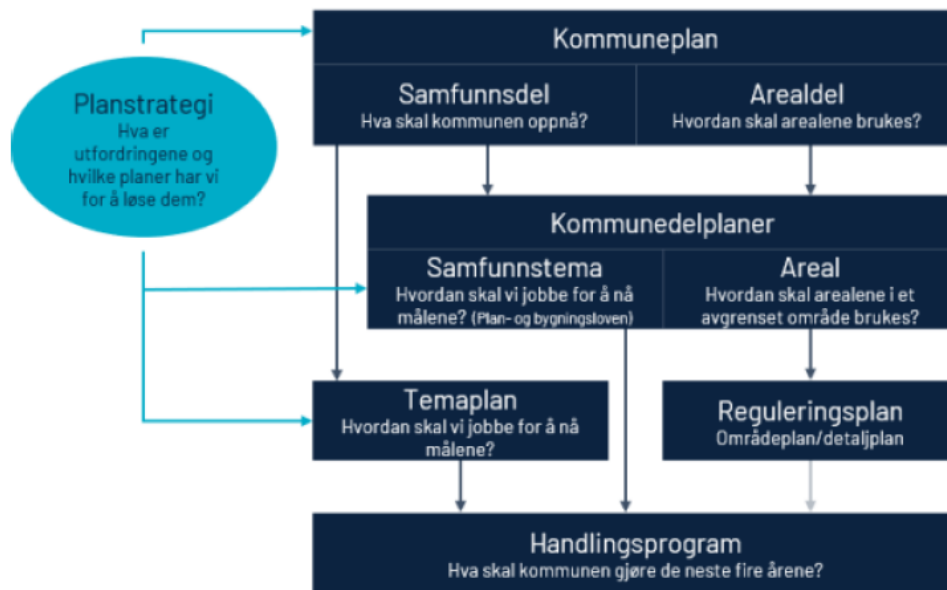 Kommuneplan
Planstrategi
Hva er
utfordringene og
hvilke planer har vi
for å løse dem?
Samfunnsdel
Hva skal kommunen oppnå?
Arealdel
Hvordan skal arealene brukes?
Kommunedelplaner
Samfunnstema
Hvordan skal vi jobbe for å nå
målene? (Plan- og bygningsloven)
Areal
Hvordan skal arealene i et
avgrenset område brukes?
Temaplan
Hvordan skal vi jobbe for å nå
målene?
Reguleringsplan
Områdeplan/detaljplan
Handlingsprogram
Hva skal kommunen gjøre de neste fire årene?